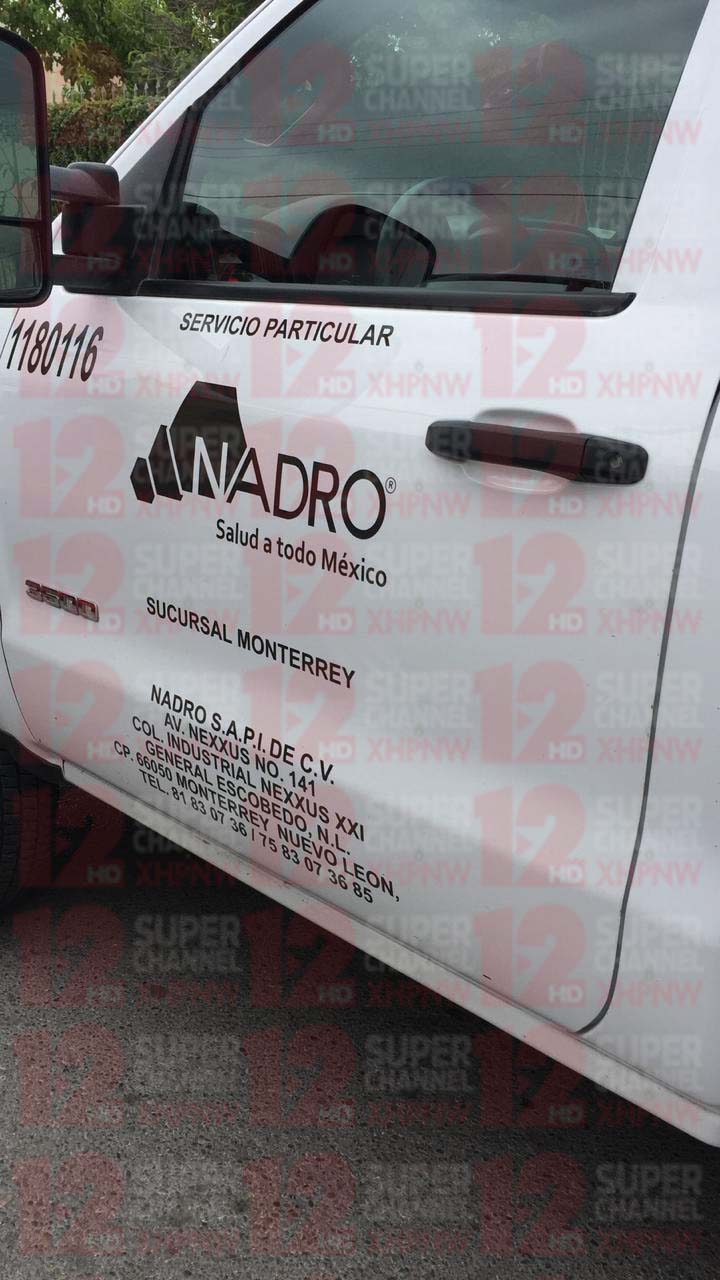 SERVICIO PARTICULAR
1180116
NADRO®
Salud a todo México
3500
SUCURSAL MONTERREY
NADRO S.A.P.I. DE C.V.
AV. NEXXUS NO. 141
COL. INDUSTRIAL NEXXUS XXI
GENERAL ESCOBEDO, N.L.
CP. 66050 MONTERREY NUEVO LEON,
TEL. 81 83 07 36 / 75 83 07 36 85
12 SUPER CHANNEL
HD XHPNW